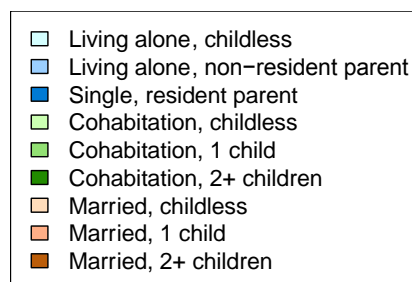 Living alone, childless
Living alone, non−resident parent
Single, resident parent
Cohabitation, childless
Cohabitation, 1 child
Cohabitation, 2+ children
Married, childless
Married, 1 child
Married, 2+ children